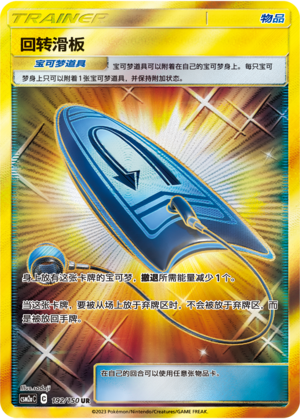 TRAINER
物品
回转滑板
宝可梦道具
宝可梦道具可以附着在自己的宝可梦身上。每只宝
可梦身上只可以附着1张宝可梦道具,并保持附加状态。
身上放有这张卡牌的宝可梦,撤退所需能量减少1个。
当这张卡牌,要被从场上放于弃牌区时,不会被放于弃牌区,而
是被放回手牌。
Illus.sadaji
CSM2a C G 192/150 UR
在自己的回合可以使用任意张物品卡。
©2023 Pokémon/Nintendo/Creatures/GAME FREAK.